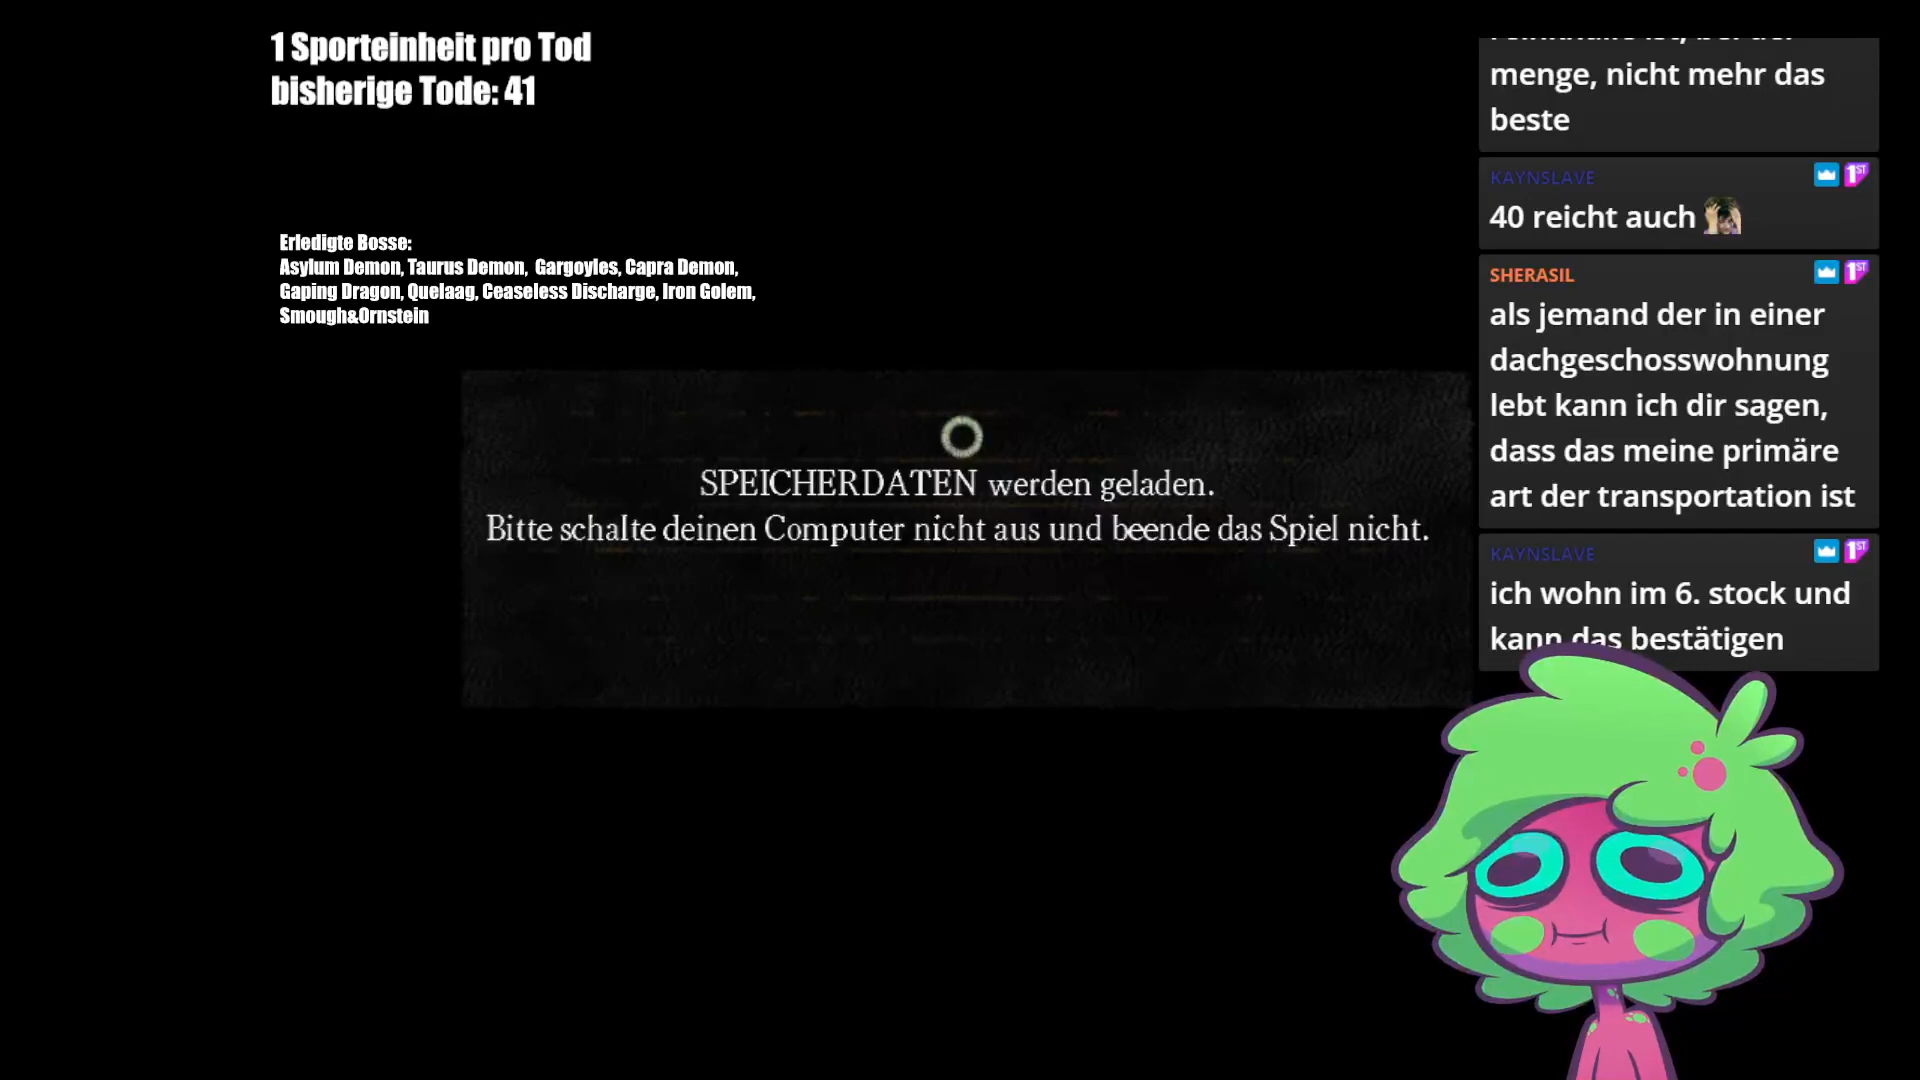 1 Sporteinheit pro Tod
bisherige Tode: 41
Erledigte Bosse:
Asylum Demon, Taurus Demon, Gargoyles, Capra Demon,
Gaping Dragon, Quelaag, Ceaseless Discharge, Iron Golem,
Smough&Ornstein
SPEICHERDATEN werden geladen.
Bitte schalte deinen Computer nicht aus und beende das Spiel nicht.
menge, nicht mehr das
beste
KAYNSLAVE
1ST
40 reicht auch
SHERASIL
1ST
als jemand der in einer
dachgeschosswohnung
lebt kann ich dir sagen,
dass das meine primäre
art der transportation ist
KAYNSLAVE
1ST
ich wohn im 6. stock und
kann das bestätigen